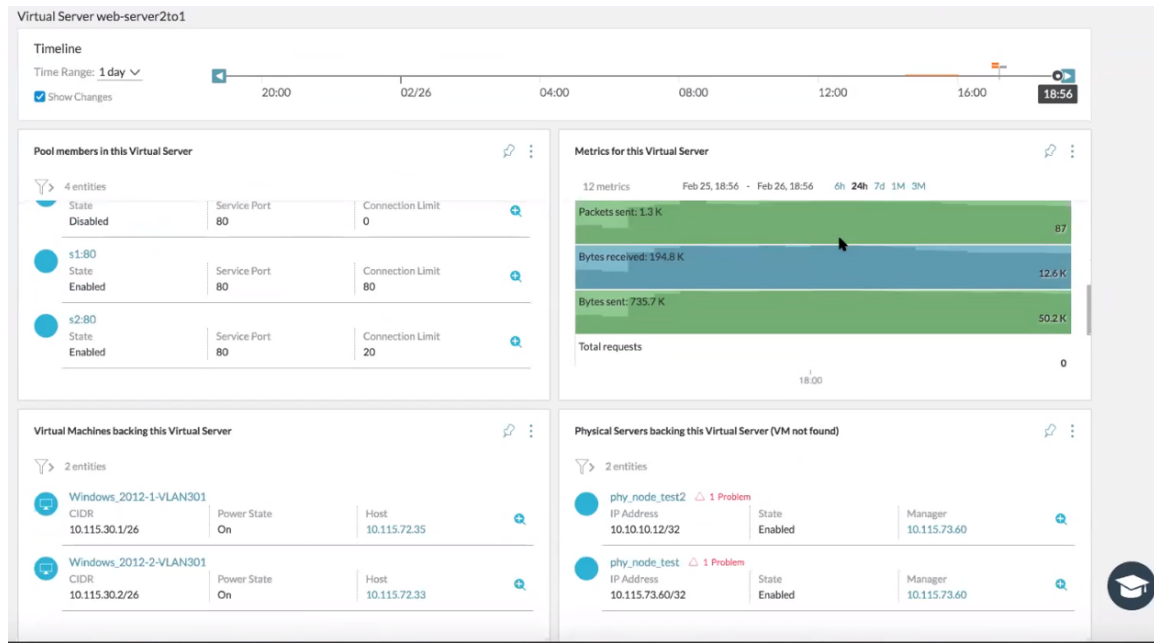 Virtual Server web-server2to1
Timeline
Time Range: 1 day
Show Changes
20:00 02/26 04:00 08:00 12:00 16:00 18:56
Pool members in this Virtual Server
4 entities
State Service Port Connection Limit
Disabled 80 0
s1:80
State Service Port Connection Limit
Enabled 80 80
s2:80
State Service Port Connection Limit
Enabled 80 20
Metrics for this Virtual Server
12 metrics Feb 25, 18:56 - Feb 26, 18:56 6h 24h 7d 1M 3M
Packets sent: 1.3 K
87
Bytes received: 194.8 K
12.6 K
Bytes sent: 735.7 K
50.2 K
Total requests
0
18:00
Virtual Machines backing this Virtual Server
2 entities
Windows_2012-1-VLAN301
CIDR Power State Host
10.115.30.1/26 On 10.115.72.35
Windows_2012-2-VLAN301
CIDR Power State Host
10.115.30.2/26 On 10.115.72.33
Physical Servers backing this Virtual Server (VM not found)
2 entities
phy_node_test2 1 Problem
IP Address State Manager
10.10.10.12/32 Enabled 10.115.73.60
phy_node_test 1 Problem
IP Address State Manager
10.115.73.60/32 Enabled 10.115.73.60